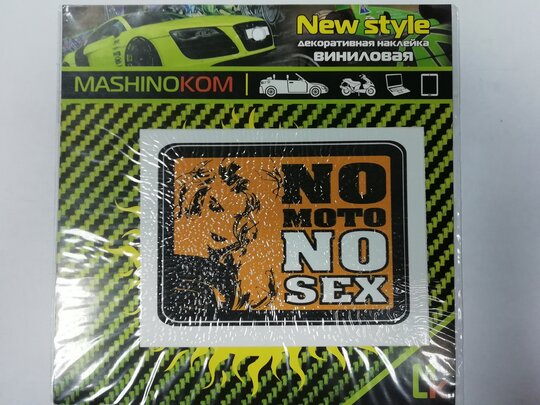 New style
декоративная наклейка
виниловая
MASHINOKOM
NO
MOTO
NO
SEX